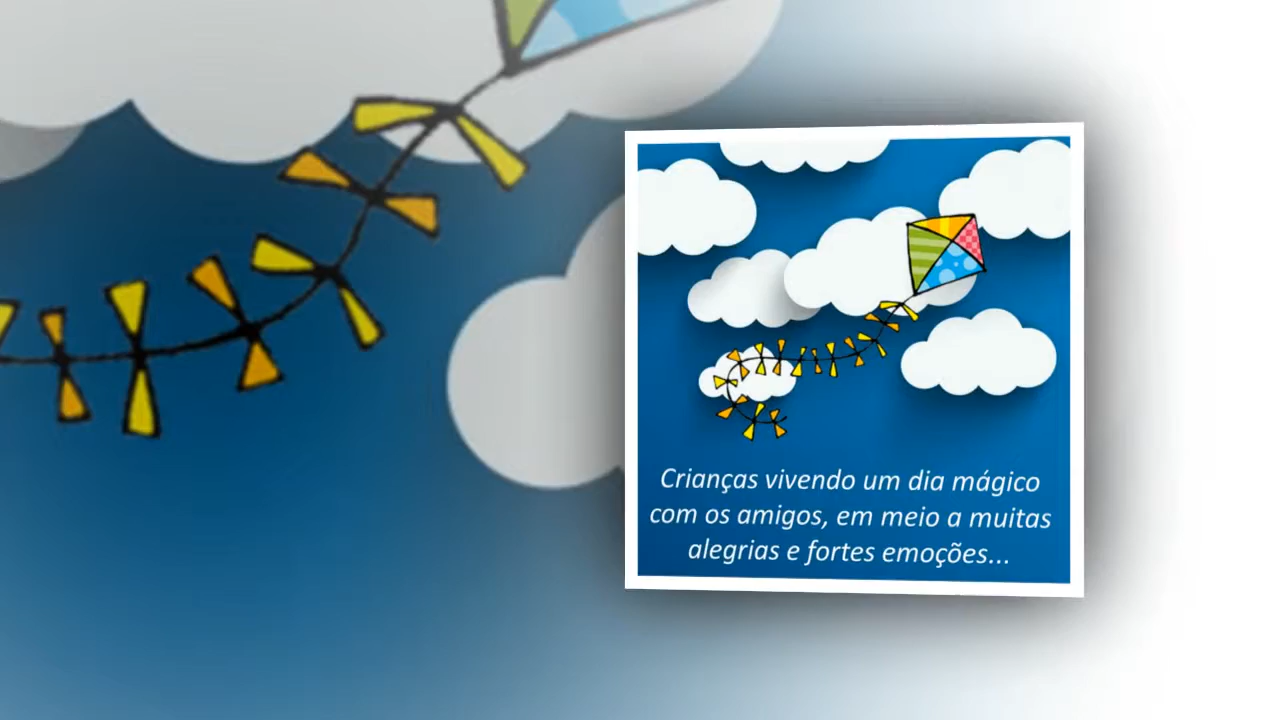 Crianças vivendo um dia mágico
com os amigos, em meio a muitas
alegrias e fortes emoções...